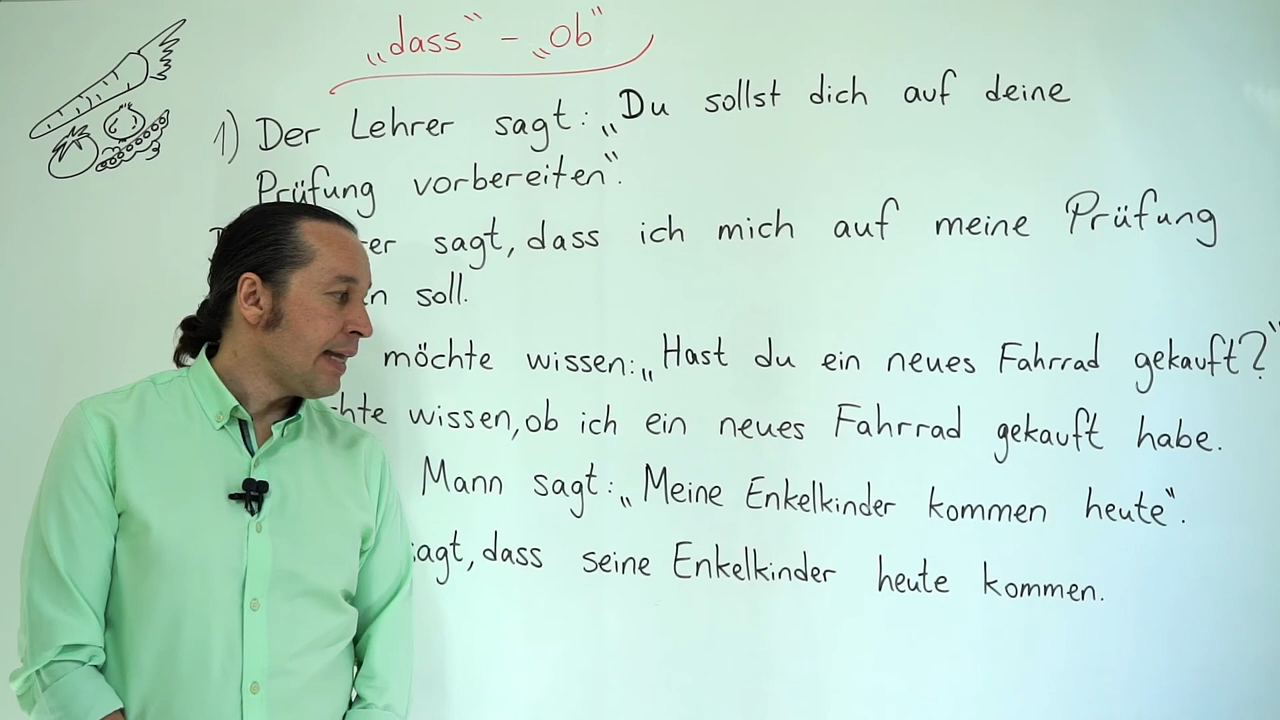 „dass“ - „ob“
1) Der Lehrer sagt: „Du sollst dich auf deine
Prüfung vorbereiten“.
sagt, dass ich mich auf meine Prüfung
soll.
möchte wissen: „Hast du ein neues Fahrrad gekauft?“
wissen, ob ich ein neues Fahrrad gekauft habe.
Mann sagt: „Meine Enkelkinder kommen heute“.
dass seine Enkelkinder heute kommen.